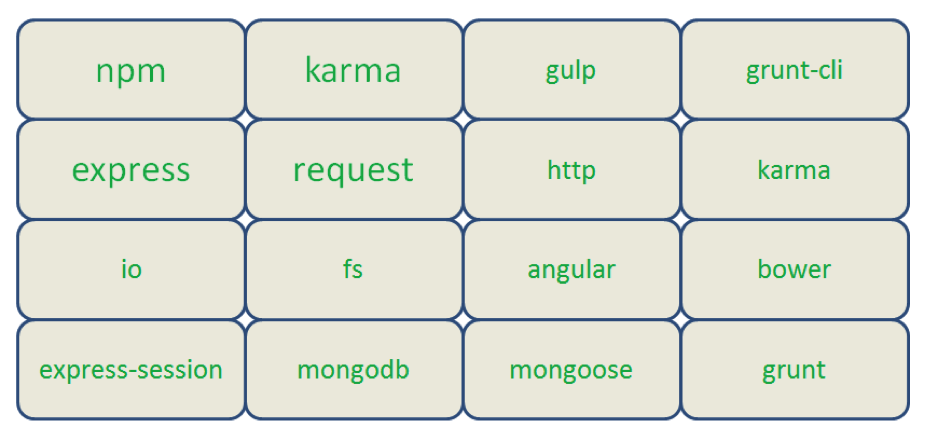 npm karma gulp grunt-cli
express request http karma
io fs angular bower
express-session mongodb mongoose grunt